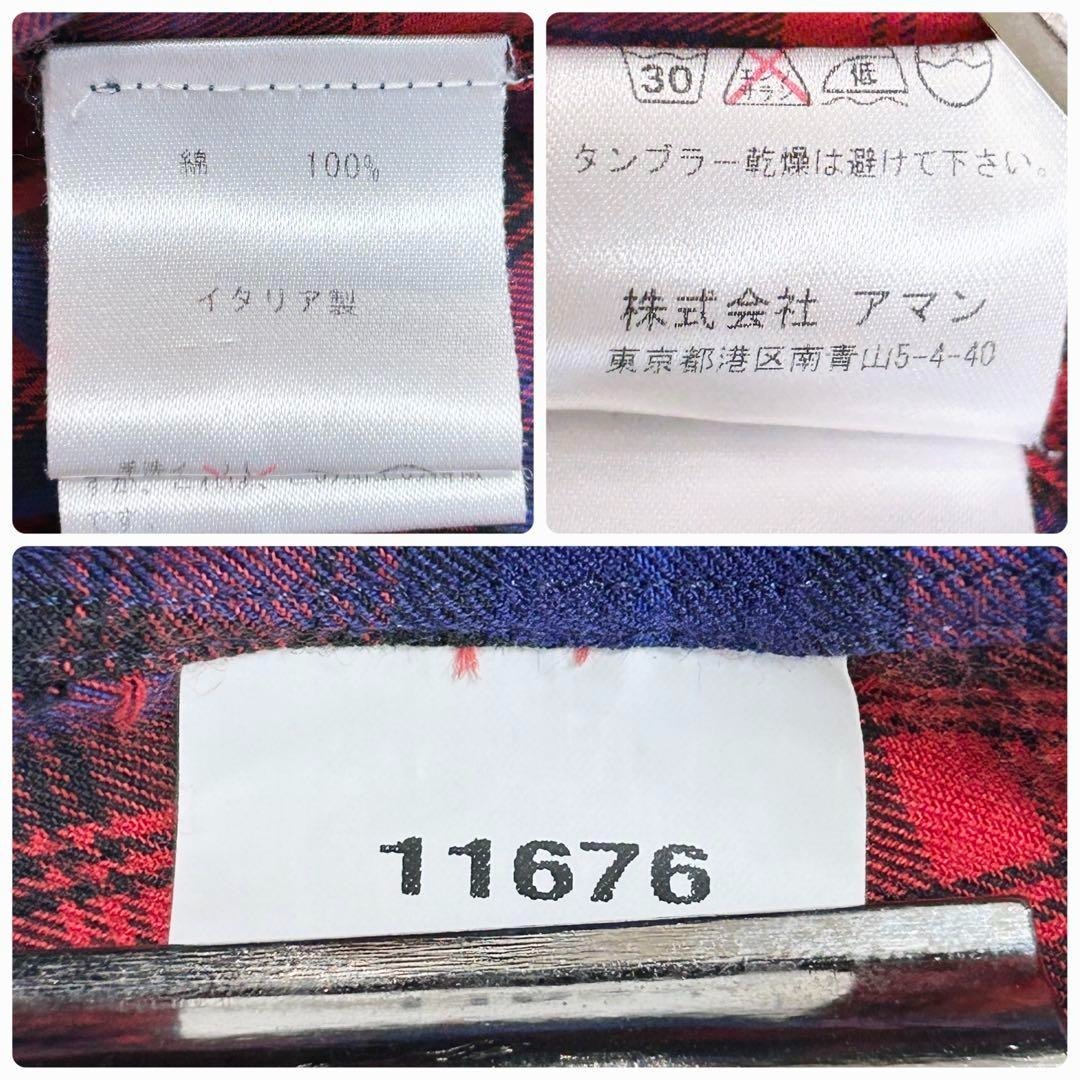 綿 100%
イタリア製
30 低
タンブラー乾燥は避けて下さい。
株式会社 アマン
東京都港区南青山5-4-40
11676